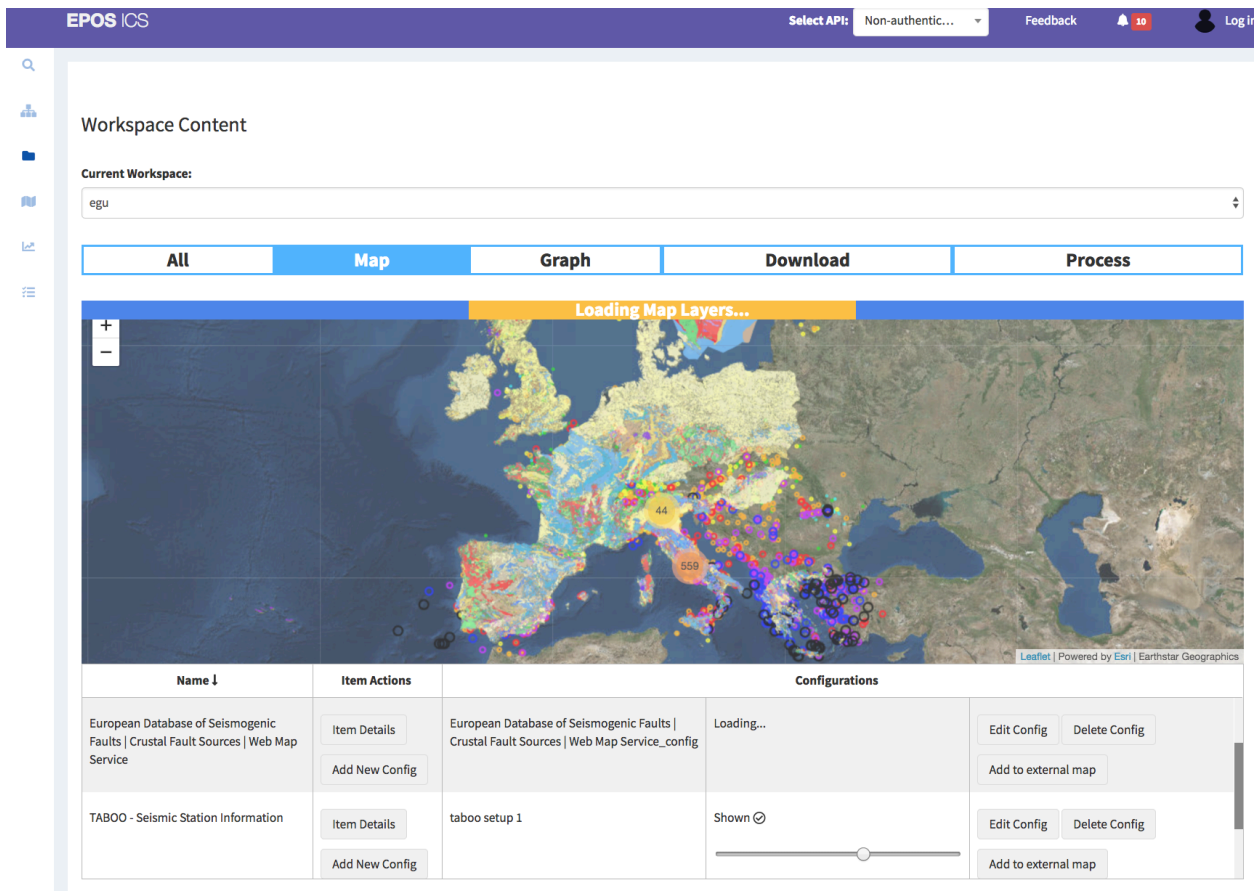 EPOS ICS
Select API: Non-authentic... Feedback 10 Log in
Workspace Content
Current Workspace:
egu
All Map Graph Download Process
Loading Map Layers...
+
−
44
559
Leaflet | Powered by Esri | Earthstar Geographics
Name ↓ Item Actions Configurations
European Database of Seismogenic
Faults | Crustal Fault Sources | Web Map
Service
Item Details
Add New Config
European Database of Seismogenic Faults |
Crustal Fault Sources | Web Map Service_config
Loading...
Edit Config Delete Config
Add to external map
TABOO - Seismic Station Information
Item Details
Add New Config
taboo setup 1
Shown
Edit Config Delete Config
Add to external map